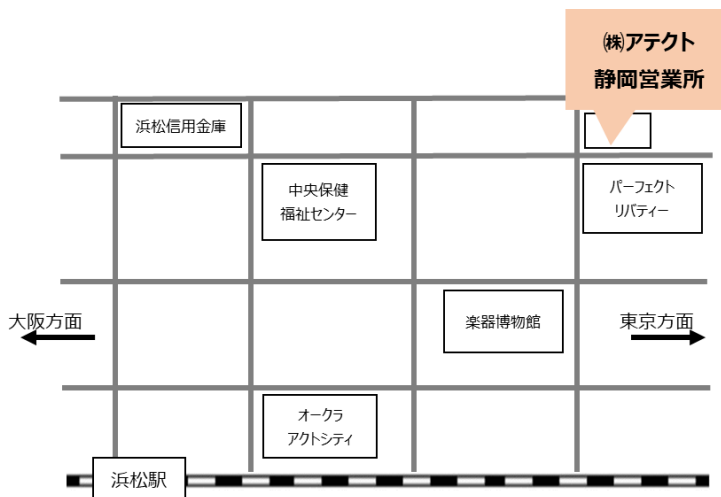 ㈱アテクト
静岡営業所
浜松信用金庫
中央保健
福祉センター
パーフェクト
リバティー
楽器博物館
大阪方面
東京方面
オークラ
アクトシティ
浜松駅